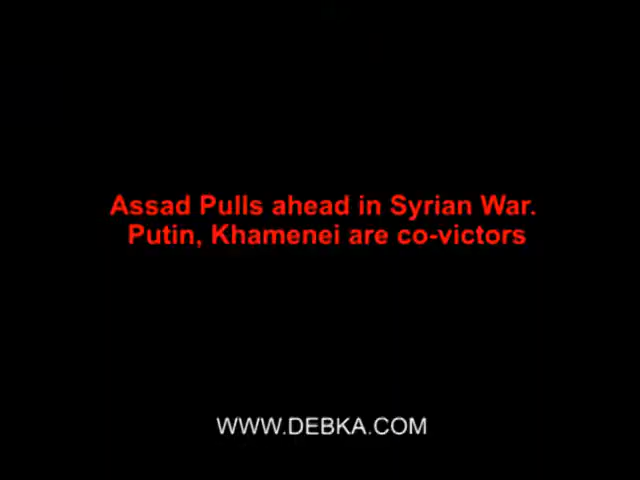 Assad Pulls ahead in Syrian War.
Putin, Khamenei are co-victors
WWW.DEBKA.COM